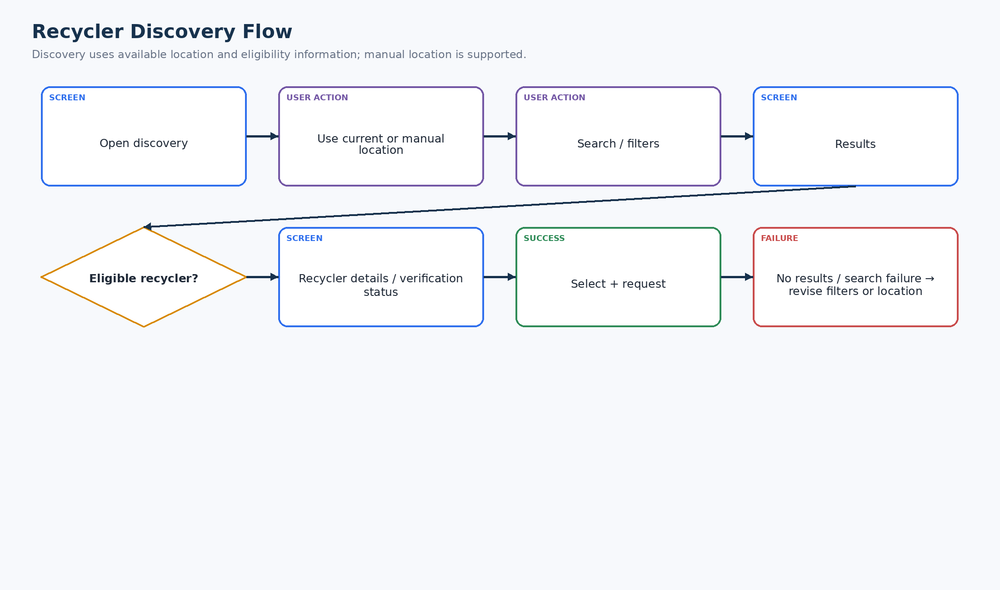 Recycler Discovery Flow
Discovery uses available location and eligibility information; manual location is supported.
SCREEN
Open discovery
USER ACTION
Use current or manual
location
USER ACTION
Search / filters
SCREEN
Results
Eligible recycler?
SCREEN
Recycler details / verification
status
SUCCESS
Select + request
FAILURE
No results / search failure →
revise filters or location